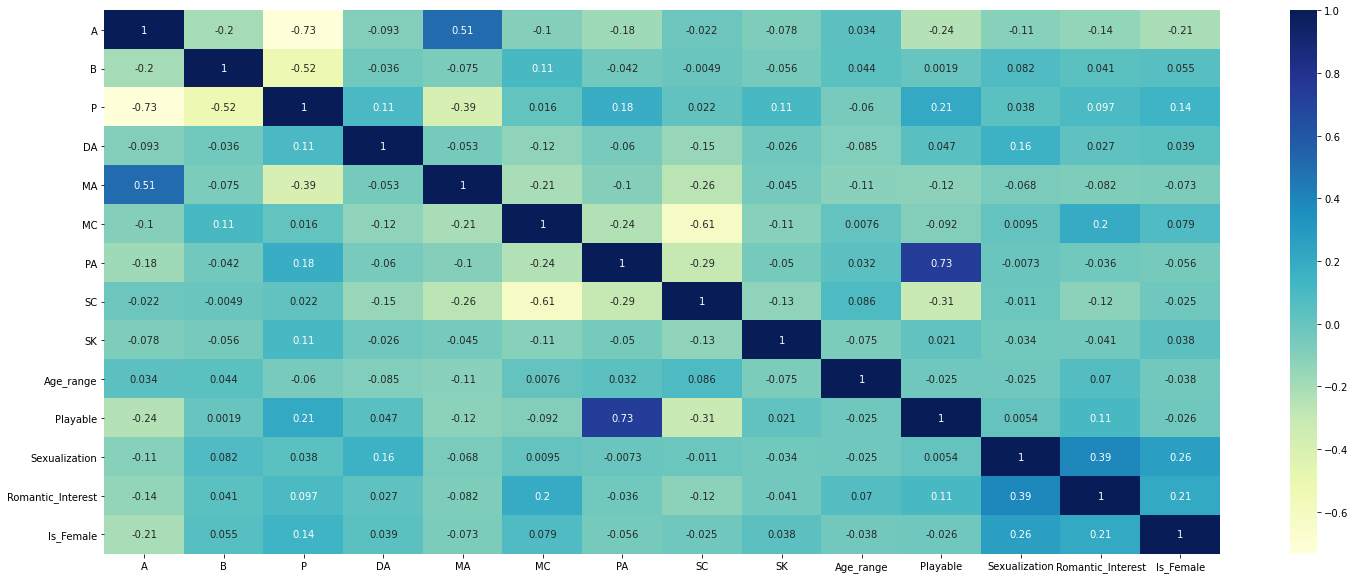 A 1 -0.2 -0.73 -0.093 0.51 -0.1 -0.18 -0.022 -0.078 0.034 -0.24 -0.11 -0.14 -0.21
B -0.2 1 -0.52 -0.036 -0.075 0.11 -0.042 -0.0049 -0.056 0.044 0.0019 0.082 0.041 0.055
P -0.73 -0.52 1 0.11 -0.39 0.016 0.18 0.022 0.11 -0.06 0.21 0.038 0.097 0.14
DA -0.093 -0.036 0.11 1 -0.053 -0.12 -0.06 -0.15 -0.026 -0.085 0.047 0.16 0.027 0.039
MA 0.51 -0.075 -0.39 -0.053 1 -0.21 -0.1 -0.26 -0.045 -0.11 -0.12 -0.068 -0.082 -0.073
MC -0.1 0.11 0.016 -0.12 -0.21 1 -0.24 -0.61 -0.11 0.0076 -0.092 0.0095 0.2 0.079
PA -0.18 -0.042 0.18 -0.06 -0.1 -0.24 1 -0.29 -0.05 0.032 0.73 -0.0073 -0.036 -0.056
SC -0.022 -0.0049 0.022 -0.15 -0.26 -0.61 -0.29 1 -0.13 0.086 -0.31 -0.011 -0.12 -0.025
SK -0.078 -0.056 0.11 -0.026 -0.045 -0.11 -0.05 -0.13 1 -0.075 0.021 -0.034 -0.041 0.038
Age_range 0.034 0.044 -0.06 -0.085 -0.11 0.0076 0.032 0.086 -0.075 1 -0.025 -0.025 0.07 -0.038
Playable -0.24 0.0019 0.21 0.047 -0.12 -0.092 0.73 -0.31 0.021 -0.025 1 0.0054 0.11 -0.026
Sexualization -0.11 0.082 0.038 0.16 -0.068 0.0095 -0.0073 -0.011 -0.034 -0.025 0.0054 1 0.39 0.26
Romantic_Interest -0.14 0.041 0.097 0.027 -0.082 0.2 -0.036 -0.12 -0.041 0.07 0.11 0.39 1 0.21
Is_Female -0.21 0.055 0.14 0.039 -0.073 0.079 -0.056 -0.025 0.038 -0.038 -0.026 0.26 0.21 1
A B P DA MA MC PA SC SK Age_range Playable Sexualization Romantic_Interest Is_Female
1.0
0.8
0.6
0.4
0.2
0.0
−0.2
−0.4
−0.6